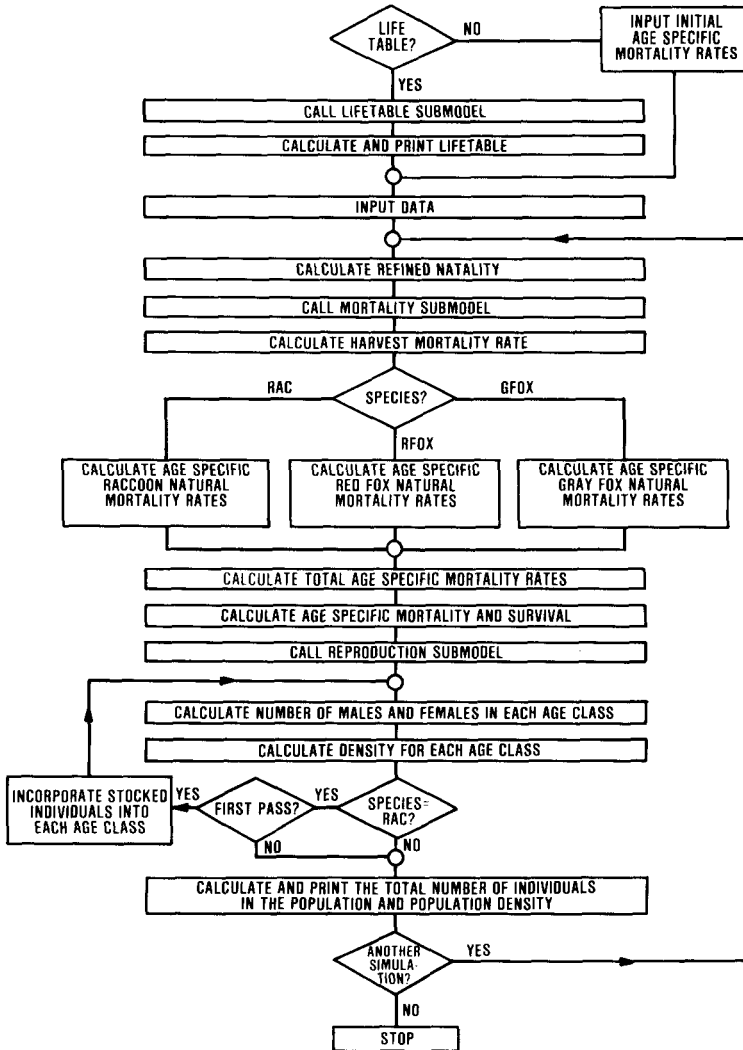 LIFE
TABLE?
NO
INPUT INITIAL
AGE SPECIFIC
MORTALITY RATES
YES
CALL LIFETABLE SUBMODEL
CALCULATE AND PRINT LIFETABLE
INPUT DATA
CALCULATE REFINED NATALITY
CALL MORTALITY SUBMODEL
CALCULATE HARVEST MORTALITY RATE
RAC
SPECIES?
GFOX
RFOX
CALCULATE AGE SPECIFIC
RACCOON NATURAL
MORTALITY RATES
CALCULATE AGE SPECIFIC
RED FOX NATURAL
MORTALITY RATES
CALCULATE AGE SPECIFIC
GRAY FOX NATURAL
MORTALITY RATES
CALCULATE TOTAL AGE SPECIFIC MORTALITY RATES
CALCULATE AGE SPECIFIC MORTALITY AND SURVIVAL
CALL REPRODUCTION SUBMODEL
CALCULATE NUMBER OF MALES AND FEMALES IN EACH AGE CLASS
CALCULATE DENSITY FOR EACH AGE CLASS
INCORPORATE STOCKED
INDIVIDUALS INTO
EACH AGE CLASS
YES
FIRST PASS?
YES
SPECIES=
RAC?
NO
NO
CALCULATE AND PRINT THE TOTAL NUMBER OF INDIVIDUALS
IN THE POPULATION AND POPULATION DENSITY
ANOTHER
SIMULA-
TION?
YES
NO
STOP